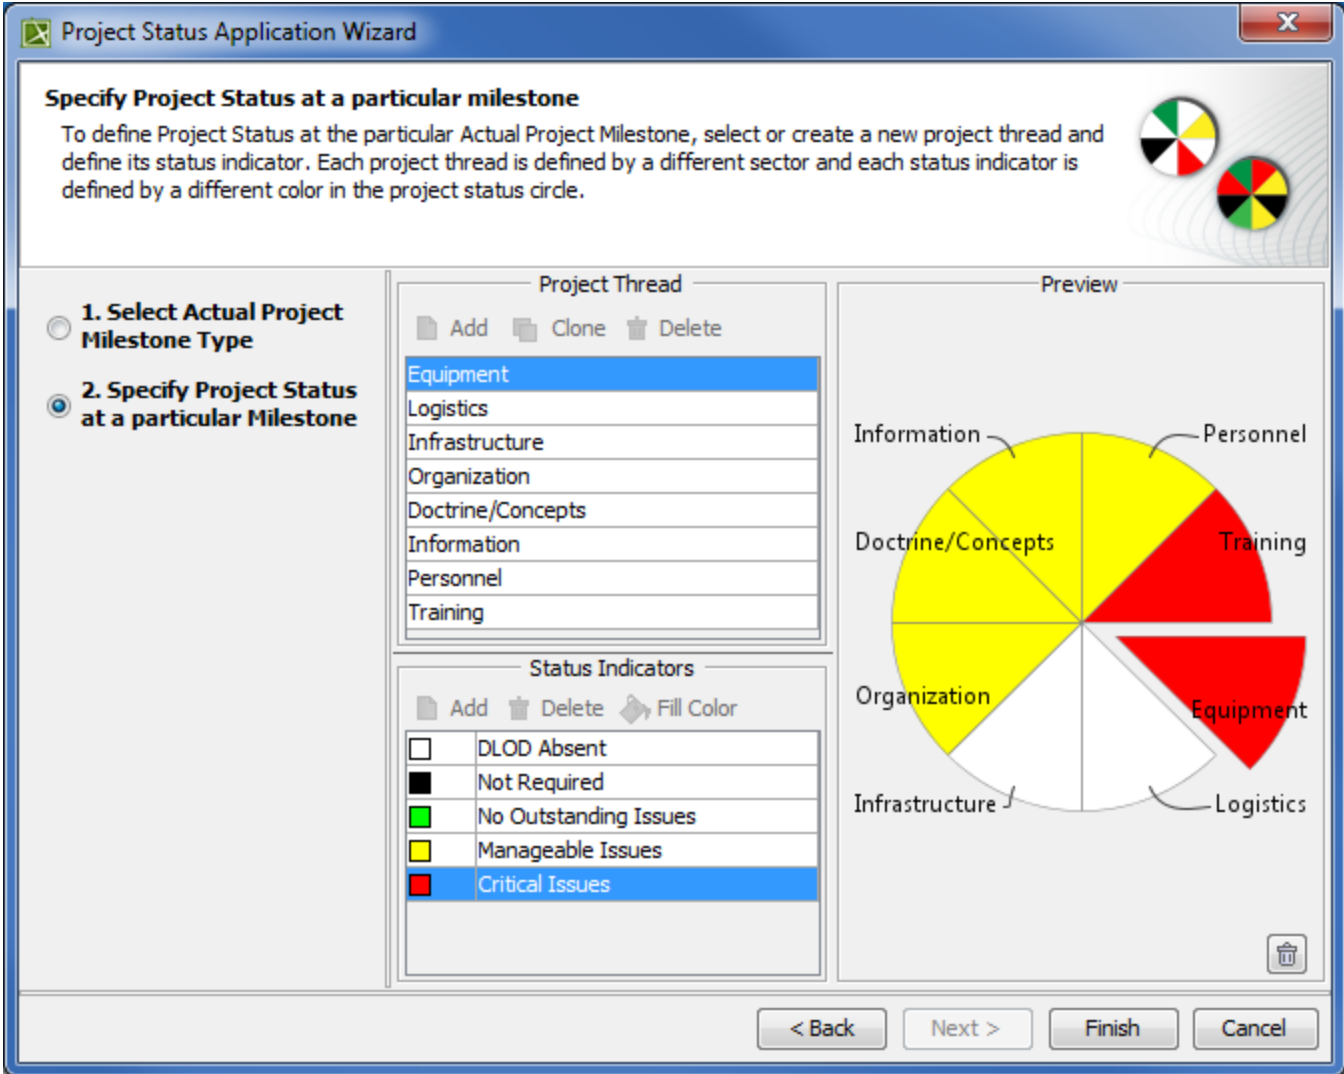 Project Status Application Wizard
Specify Project Status at a particular milestone
To define Project Status at the particular Actual Project Milestone, select or create a new project thread and
define its status indicator. Each project thread is defined by a different sector and each status indicator is
defined by a different color in the project status circle.
1. Select Actual Project
Milestone Type
2. Specify Project Status
at a particular Milestone
Project Thread
Add Clone Delete
Equipment
Logistics
Infrastructure
Organization
Doctrine/Concepts
Information
Personnel
Training
Status Indicators
Add Delete Fill Color
DLOD Absent
Not Required
No Outstanding Issues
Manageable Issues
Critical Issues
Preview
Information Personnel
Doctrine/Concepts Training
Organization Equipment
Infrastructure Logistics
< Back Next > Finish Cancel